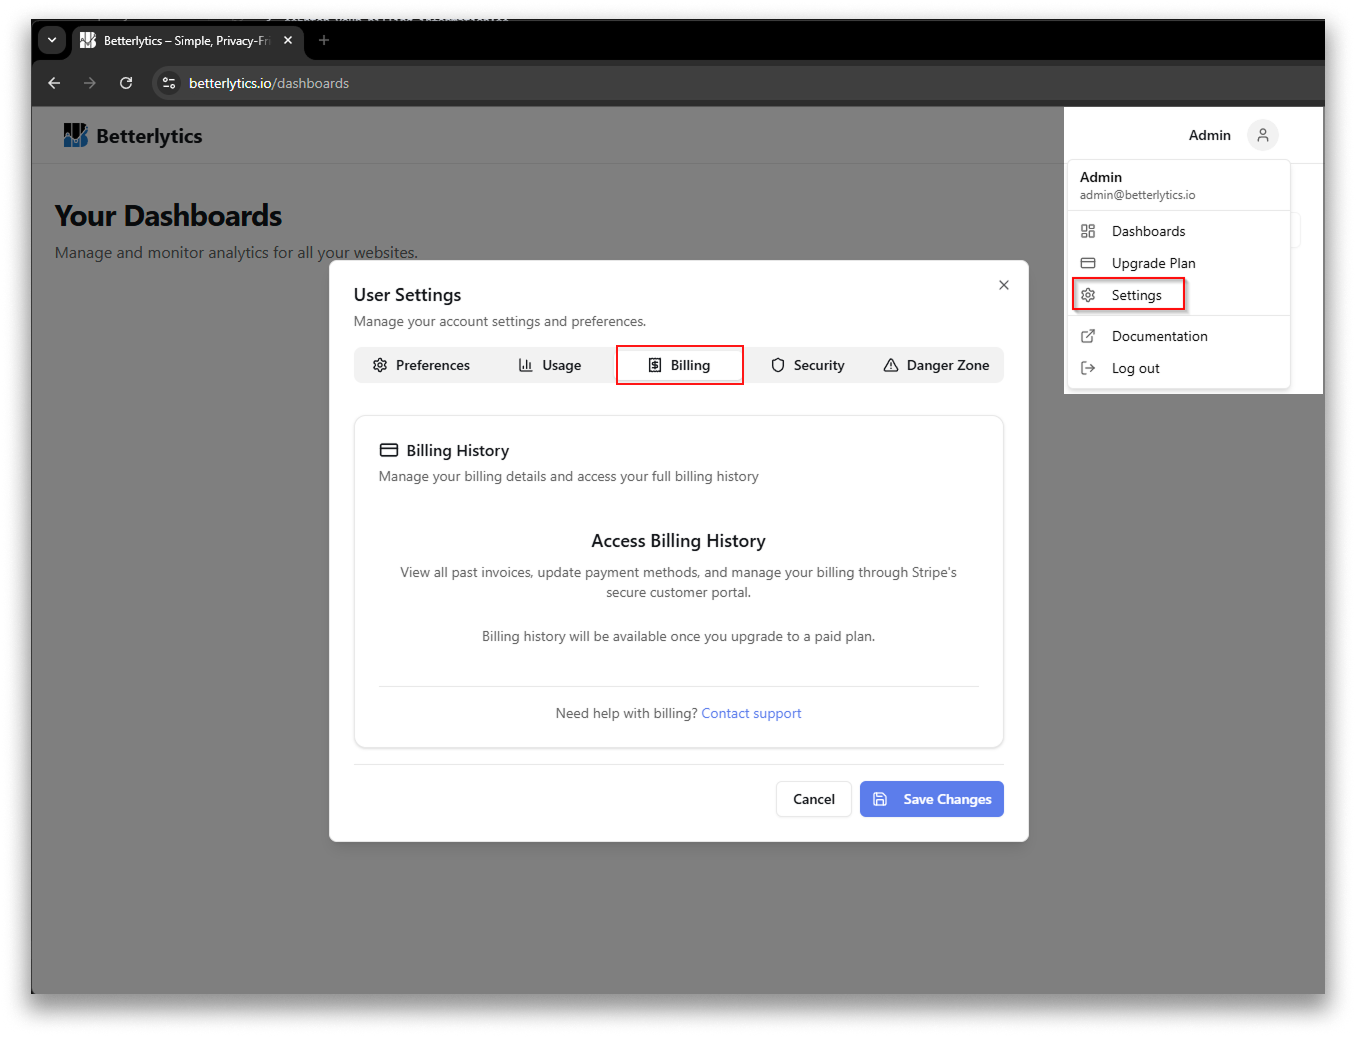 Betterlytics – Simple, Privacy-Fri
betterlytics.io/dashboards
Betterlytics
Admin
Admin
admin@betterlytics.io
Dashboards
Upgrade Plan
Settings
Documentation
Log out
Your Dashboards
Manage and monitor analytics for all your websites.
User Settings
Manage your account settings and preferences.
Preferences Usage Billing Security Danger Zone
Billing History
Manage your billing details and access your full billing history
Access Billing History
View all past invoices, update payment methods, and manage your billing through Stripe's
secure customer portal.
Billing history will be available once you upgrade to a paid plan.
Need help with billing? Contact support
Cancel Save Changes